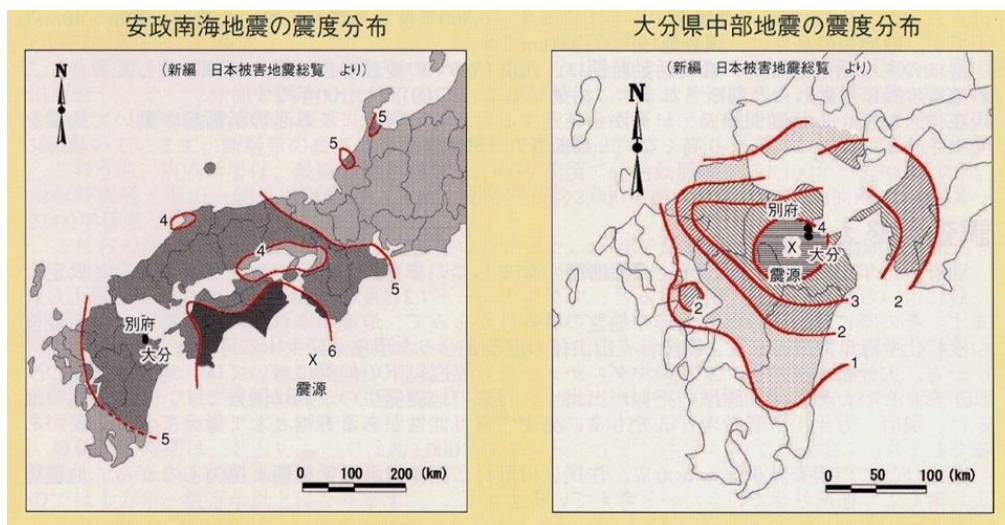 安政南海地震の震度分布
(新編 日本被害地震総覧 より)
N
5
5
4
4
5
別府
大分
6
X
震源
5
0 100 200 (km)
大分県中部地震の震度分布
(新編 日本被害地震総覧 より)
N
別府
4
X 大分
震源
3
2
2
2
0 50 100 (km)